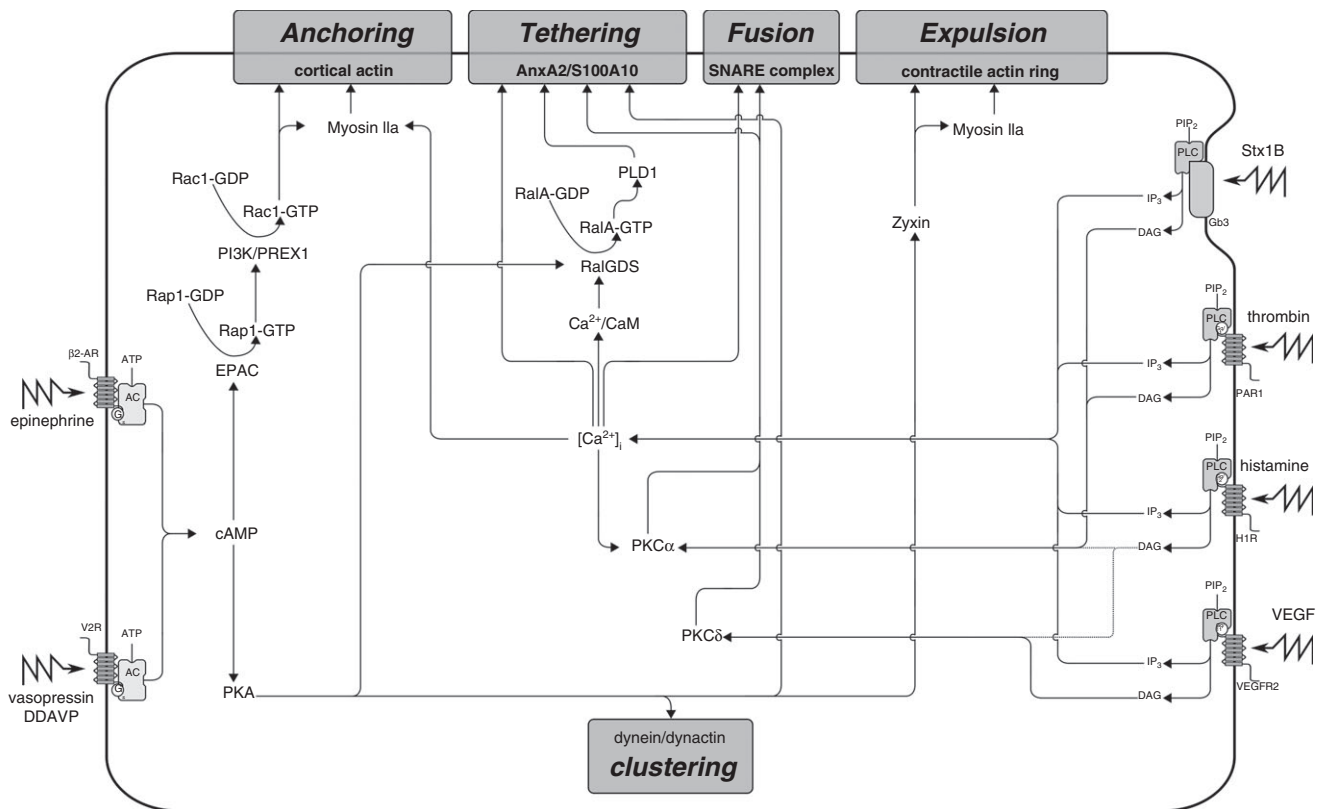 Anchoring
cortical actin
Tethering
AnxA2/S100A10
Fusion
SNARE complex
Expulsion
contractile actin ring
Myosin IIa
Myosin IIa
PLD1
Rac1-GDP
Rac1-GTP
RalA-GDP
RalA-GTP
Zyxin
PI3K/PREX1
RalGDS
Rap1-GDP
Rap1-GTP
Ca²⁺/CaM
EPAC
[Ca²⁺]ᵢ
cAMP
PKCα
PKCδ
PKA
dynein/dynactin
clustering
β2-AR
ATP
AC
G
epinephrine
V2R
ATP
AC
G
vasopressin
DDAVP
PIP₂
PLC
Stx1B
IP₃
Gb3
DAG
PIP₂
PLC
thrombin
IP₃
PAR1
DAG
PIP₂
PLC
histamine
IP₃
H1R
DAG
PIP₂
PLC
VEGF
IP₃
VEGFR2
DAG